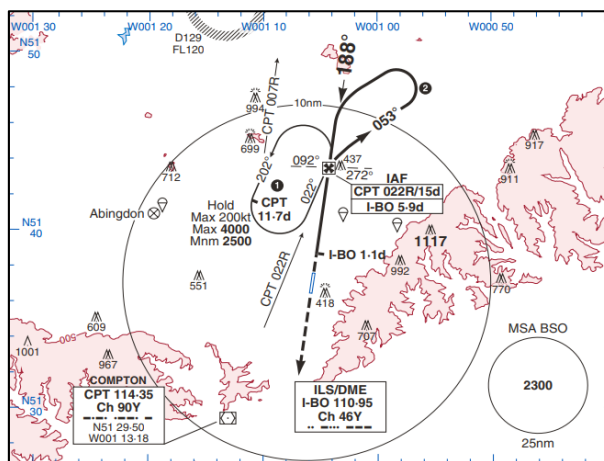 W001 30
W001 20
W001 10
W001 00
W000 50
N51
50
D129
FL120
188°
2
994
CPT 007R
10nm
053°
699
202°
092°
437
272°
917
712
022°
IAF
CPT 022R/15d
I-BO 5·9d
911
1
CPT
11·7d
Hold
Max 200kt
Max 4000
Mnm 2500
Abingdon
N51
40
1117
I-BO 1·1d
992
CPT 022R
551
418
770
609
500
707
1001
967
MSA BSO
COMPTON
CPT 114·35
Ch 90Y
N51 29·50
W001 13·18
ILS/DME
I-BO 110·95
Ch 46Y
2300
N51
30
25nm